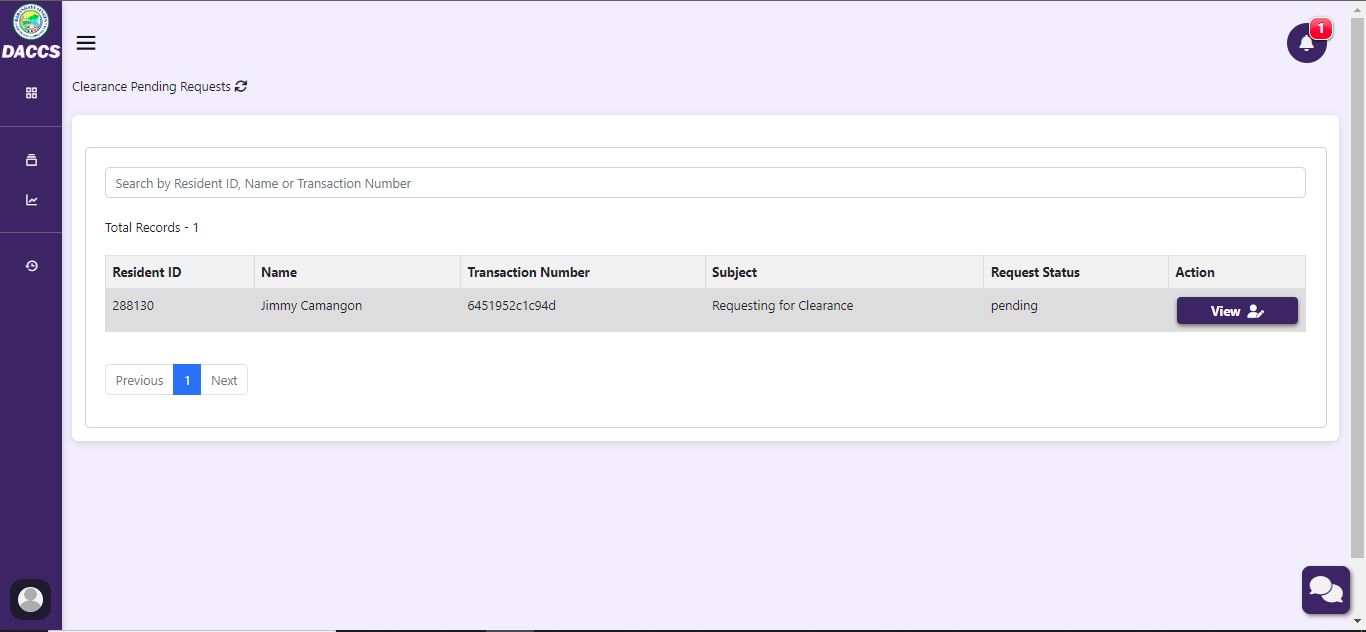 DACCS
1
Clearance Pending Requests
Search by Resident ID, Name or Transaction Number
Total Records - 1
Resident ID Name Transaction Number Subject Request Status Action
288130 Jimmy Camangon 6451952c1c94d Requesting for Clearance pending View
Previous 1 Next